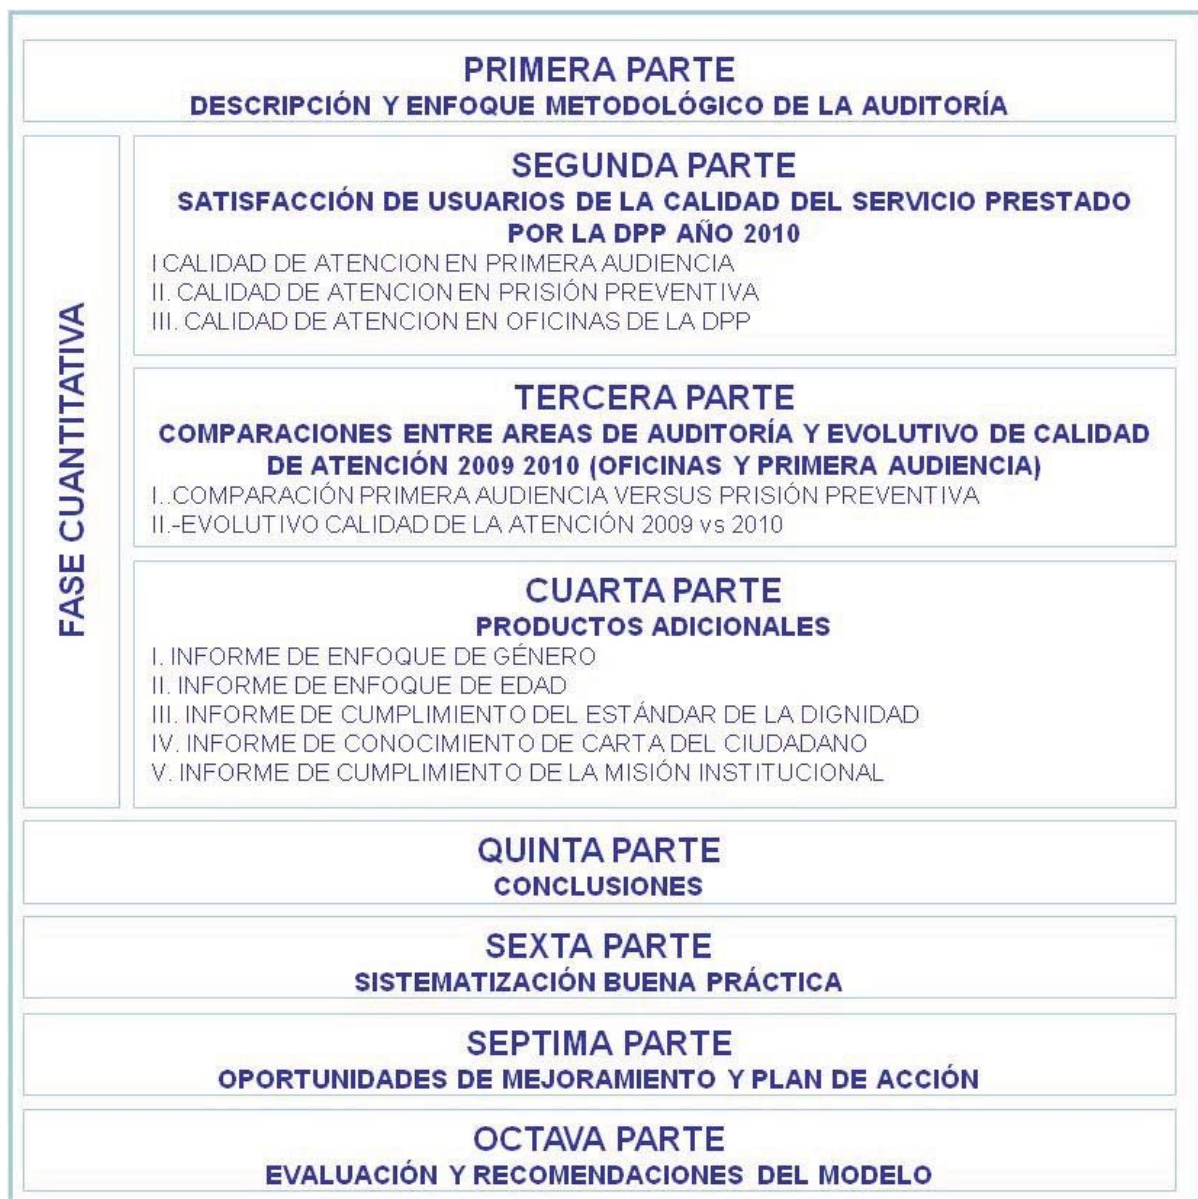 PRIMERA PARTE
DESCRIPCIÓN Y ENFOQUE METODOLÓGICO DE LA AUDITORÍA
FASE CUANTITATIVA
SEGUNDA PARTE
SATISFACCIÓN DE USUARIOS DE LA CALIDAD DEL SERVICIO PRESTADO
POR LA DPP AÑO 2010
I CALIDAD DE ATENCION EN PRIMERA AUDIENCIA
II. CALIDAD DE ATENCION EN PRISIÓN PREVENTIVA
III. CALIDAD DE ATENCION EN OFICINAS DE LA DPP
TERCERA PARTE
COMPARACIONES ENTRE AREAS DE AUDITORÍA Y EVOLUTIVO DE CALIDAD
DE ATENCIÓN 2009 2010 (OFICINAS Y PRIMERA AUDIENCIA)
I..COMPARACIÓN PRIMERA AUDIENCIA VERSUS PRISIÓN PREVENTIVA
II.-EVOLUTIVO CALIDAD DE LA ATENCIÓN 2009 vs 2010
CUARTA PARTE
PRODUCTOS ADICIONALES
I. INFORME DE ENFOQUE DE GÉNERO
II. INFORME DE ENFOQUE DE EDAD
III. INFORME DE CUMPLIMIENTO DEL ESTÁNDAR DE LA DIGNIDAD
IV. INFORME DE CONOCIMIENTO DE CARTA DEL CIUDADANO
V. INFORME DE CUMPLIMIENTO DE LA MISIÓN INSTITUCIONAL
QUINTA PARTE
CONCLUSIONES
SEXTA PARTE
SISTEMATIZACIÓN BUENA PRÁCTICA
SEPTIMA PARTE
OPORTUNIDADES DE MEJORAMIENTO Y PLAN DE ACCIÓN
OCTAVA PARTE
EVALUACIÓN Y RECOMENDACIONES DEL MODELO